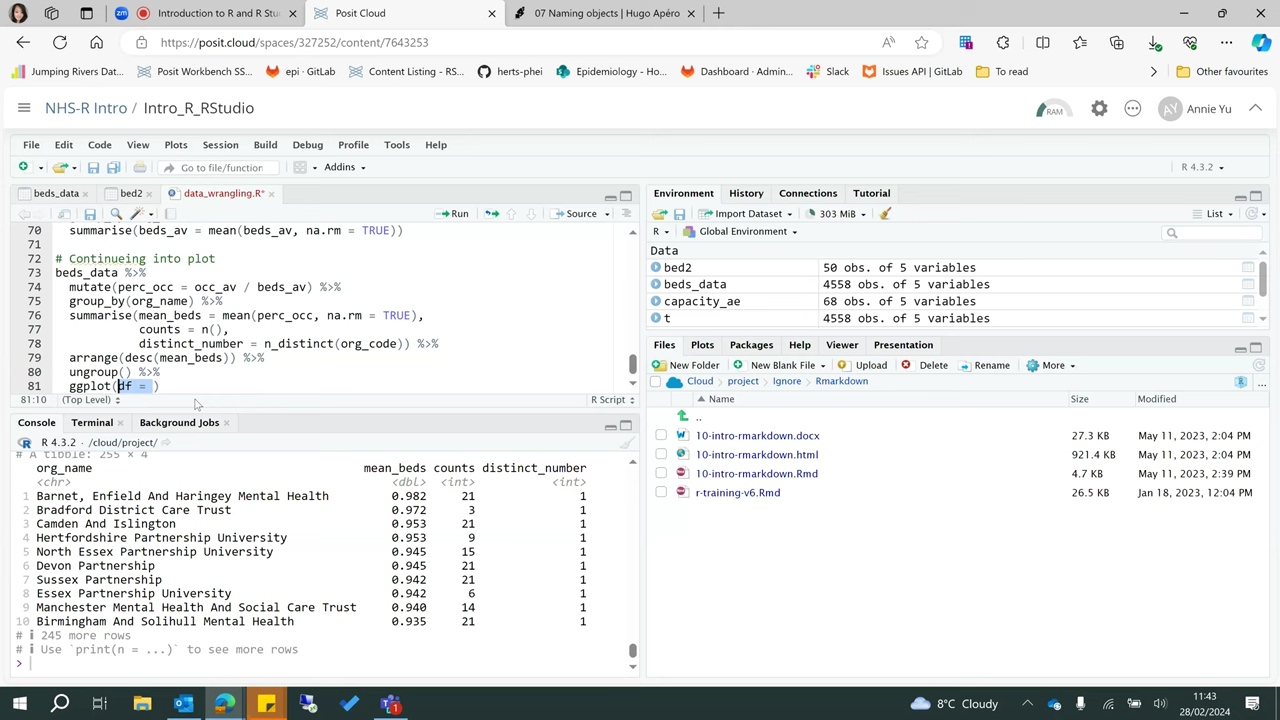 Introduction to R and R Stu
Posit Cloud
07 Naming objects | Hugo Apéro
https://posit.cloud/spaces/327252/content/7643253
Jumping Rivers Dat...
Posit Workbench SS...
epi · GitLab
Content Listing - RS...
herts-phei
Epidemiology - Ho...
Dashboard · Admin...
Slack
Issues API | GitLab
To read
Other favourites
NHS-R Intro / Intro_R_RStudio
RAM
AY
Annie Yu
File Edit Code View Plots Session Build Debug Profile Tools Help
Go to file/function
Addins
R 4.3.2
beds_data
bed2
data_wrangling.R*
Run
Source
70 summarise(beds_av = mean(beds_av, na.rm = TRUE))
71
72 # Continueing into plot
73 beds_data %>%
74 mutate(perc_occ = occ_av / beds_av) %>%
75 group_by(org_name) %>%
76 summarise(mean_beds = mean(perc_occ, na.rm = TRUE),
77 counts = n(),
78 distinct_number = n_distinct(org_code)) %>%
79 arrange(desc(mean_beds)) %>%
80 ungroup() %>%
81 ggplot(df = )
81:10 (Top Level) R Script
Console Terminal Background Jobs
R 4.3.2 · /cloud/project/
# A tibble: 255 × 4
org_name mean_beds counts distinct_number
<chr> <dbl> <int> <int>
1 Barnet, Enfield And Haringey Mental Health 0.982 21 1
2 Bradford District Care Trust 0.972 3 1
3 Camden And Islington 0.953 21 1
4 Hertfordshire Partnership University 0.953 9 1
5 North Essex Partnership University 0.945 15 1
6 Devon Partnership 0.945 21 1
7 Sussex Partnership 0.942 21 1
8 Essex Partnership University 0.942 6 1
9 Manchester Mental Health And Social Care Trust 0.940 14 1
10 Birmingham And Solihull Mental Health 0.935 21 1
# ℹ 245 more rows
# ℹ Use `print(n = ...)` to see more rows
>
Environment History Connections Tutorial
Import Dataset
303 MiB
List
R
Global Environment
Data
bed2 50 obs. of 5 variables
beds_data 4558 obs. of 5 variables
capacity_ae 68 obs. of 5 variables
t 4558 obs. of 5 variables
Files Plots Packages Help Viewer Presentation
New Folder New Blank File Upload Delete Rename More
Cloud project Ignore Rmarkdown
Name Size Modified
..
10-intro-rmarkdown.docx 27.3 KB May 11, 2023, 2:04 PM
10-intro-rmarkdown.html 921.4 KB May 11, 2023, 2:04 PM
10-intro-rmarkdown.Rmd 4.7 KB May 11, 2023, 2:39 PM
r-training-v6.Rmd 26.5 KB Jan 18, 2023, 12:04 PM
8°C Cloudy
11:43
28/02/2024